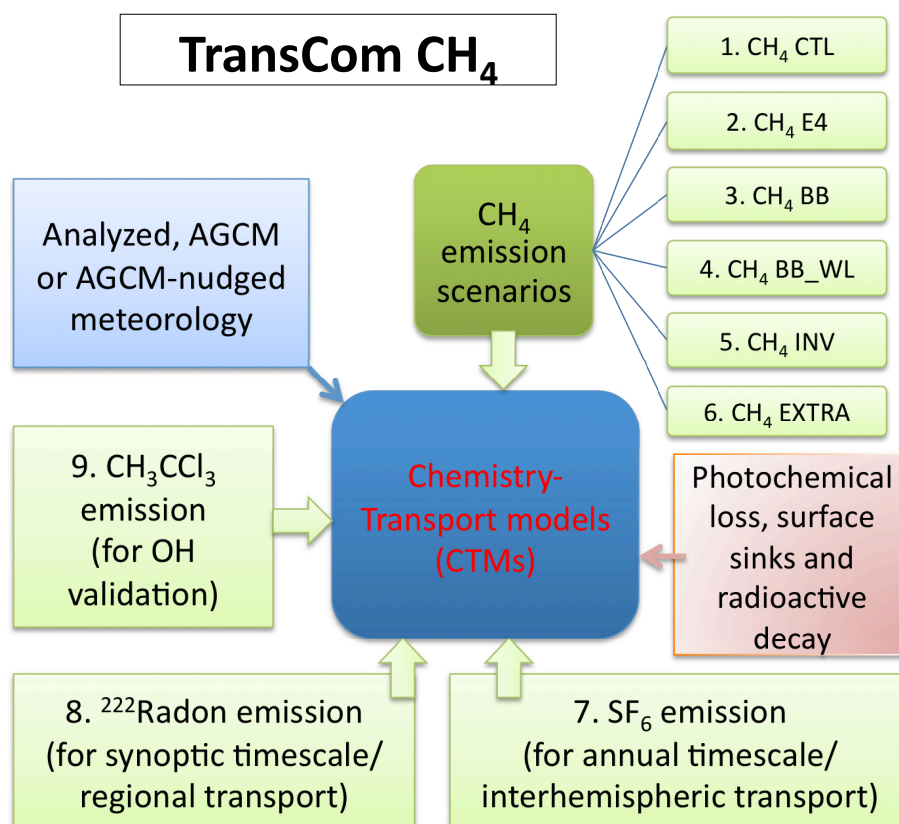 TransCom CH₄
1. CH₄ CTL
2. CH₄ E4
3. CH₄ BB
4. CH₄ BB_WL
5. CH₄ INV
6. CH₄ EXTRA
CH₄
emission
scenarios
Analyzed, AGCM
or AGCM-nudged
meteorology
Chemistry-
Transport models
(CTMs)
9. CH₃CCl₃
emission
(for OH
validation)
Photochemical
loss, surface
sinks and
radioactive
decay
8. ²²²Radon emission
(for synoptic timescale/
regional transport)
7. SF₆ emission
(for annual timescale/
interhemispheric transport)